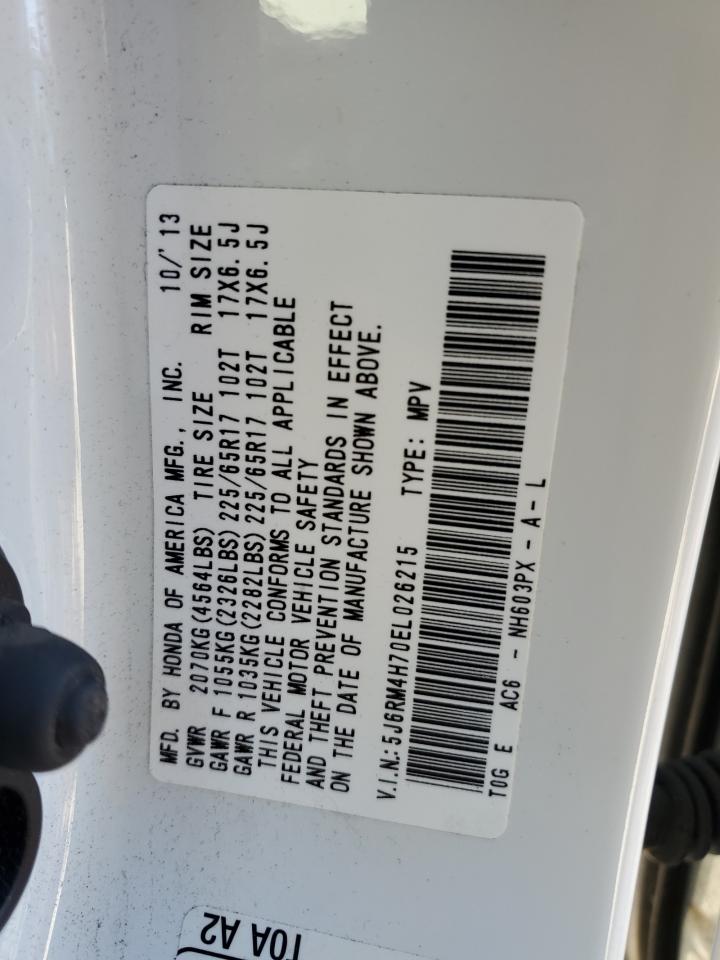 MFD. BY HONDA OF AMERICA MFG., INC. 10/'13
GVWR 2070KG(4564LBS) TIRE SIZE RIM SIZE
GAWR F 1055KG(2326LBS) 225/65R17 102T 17X6.5J
GAWR R 1035KG(2282LBS) 225/65R17 102T 17X6.5J
THIS VEHICLE CONFORMS TO ALL APPLICABLE
FEDERAL MOTOR VEHICLE SAFETY
AND THEFT PREVENTION STANDARDS IN EFFECT
ON THE DATE OF MANUFACTURE SHOWN ABOVE.
V.I.N.: 5J6RM4H70EL026215 TYPE: MPV
T0G E AC6 - NH603PX - A - L
T0A A2